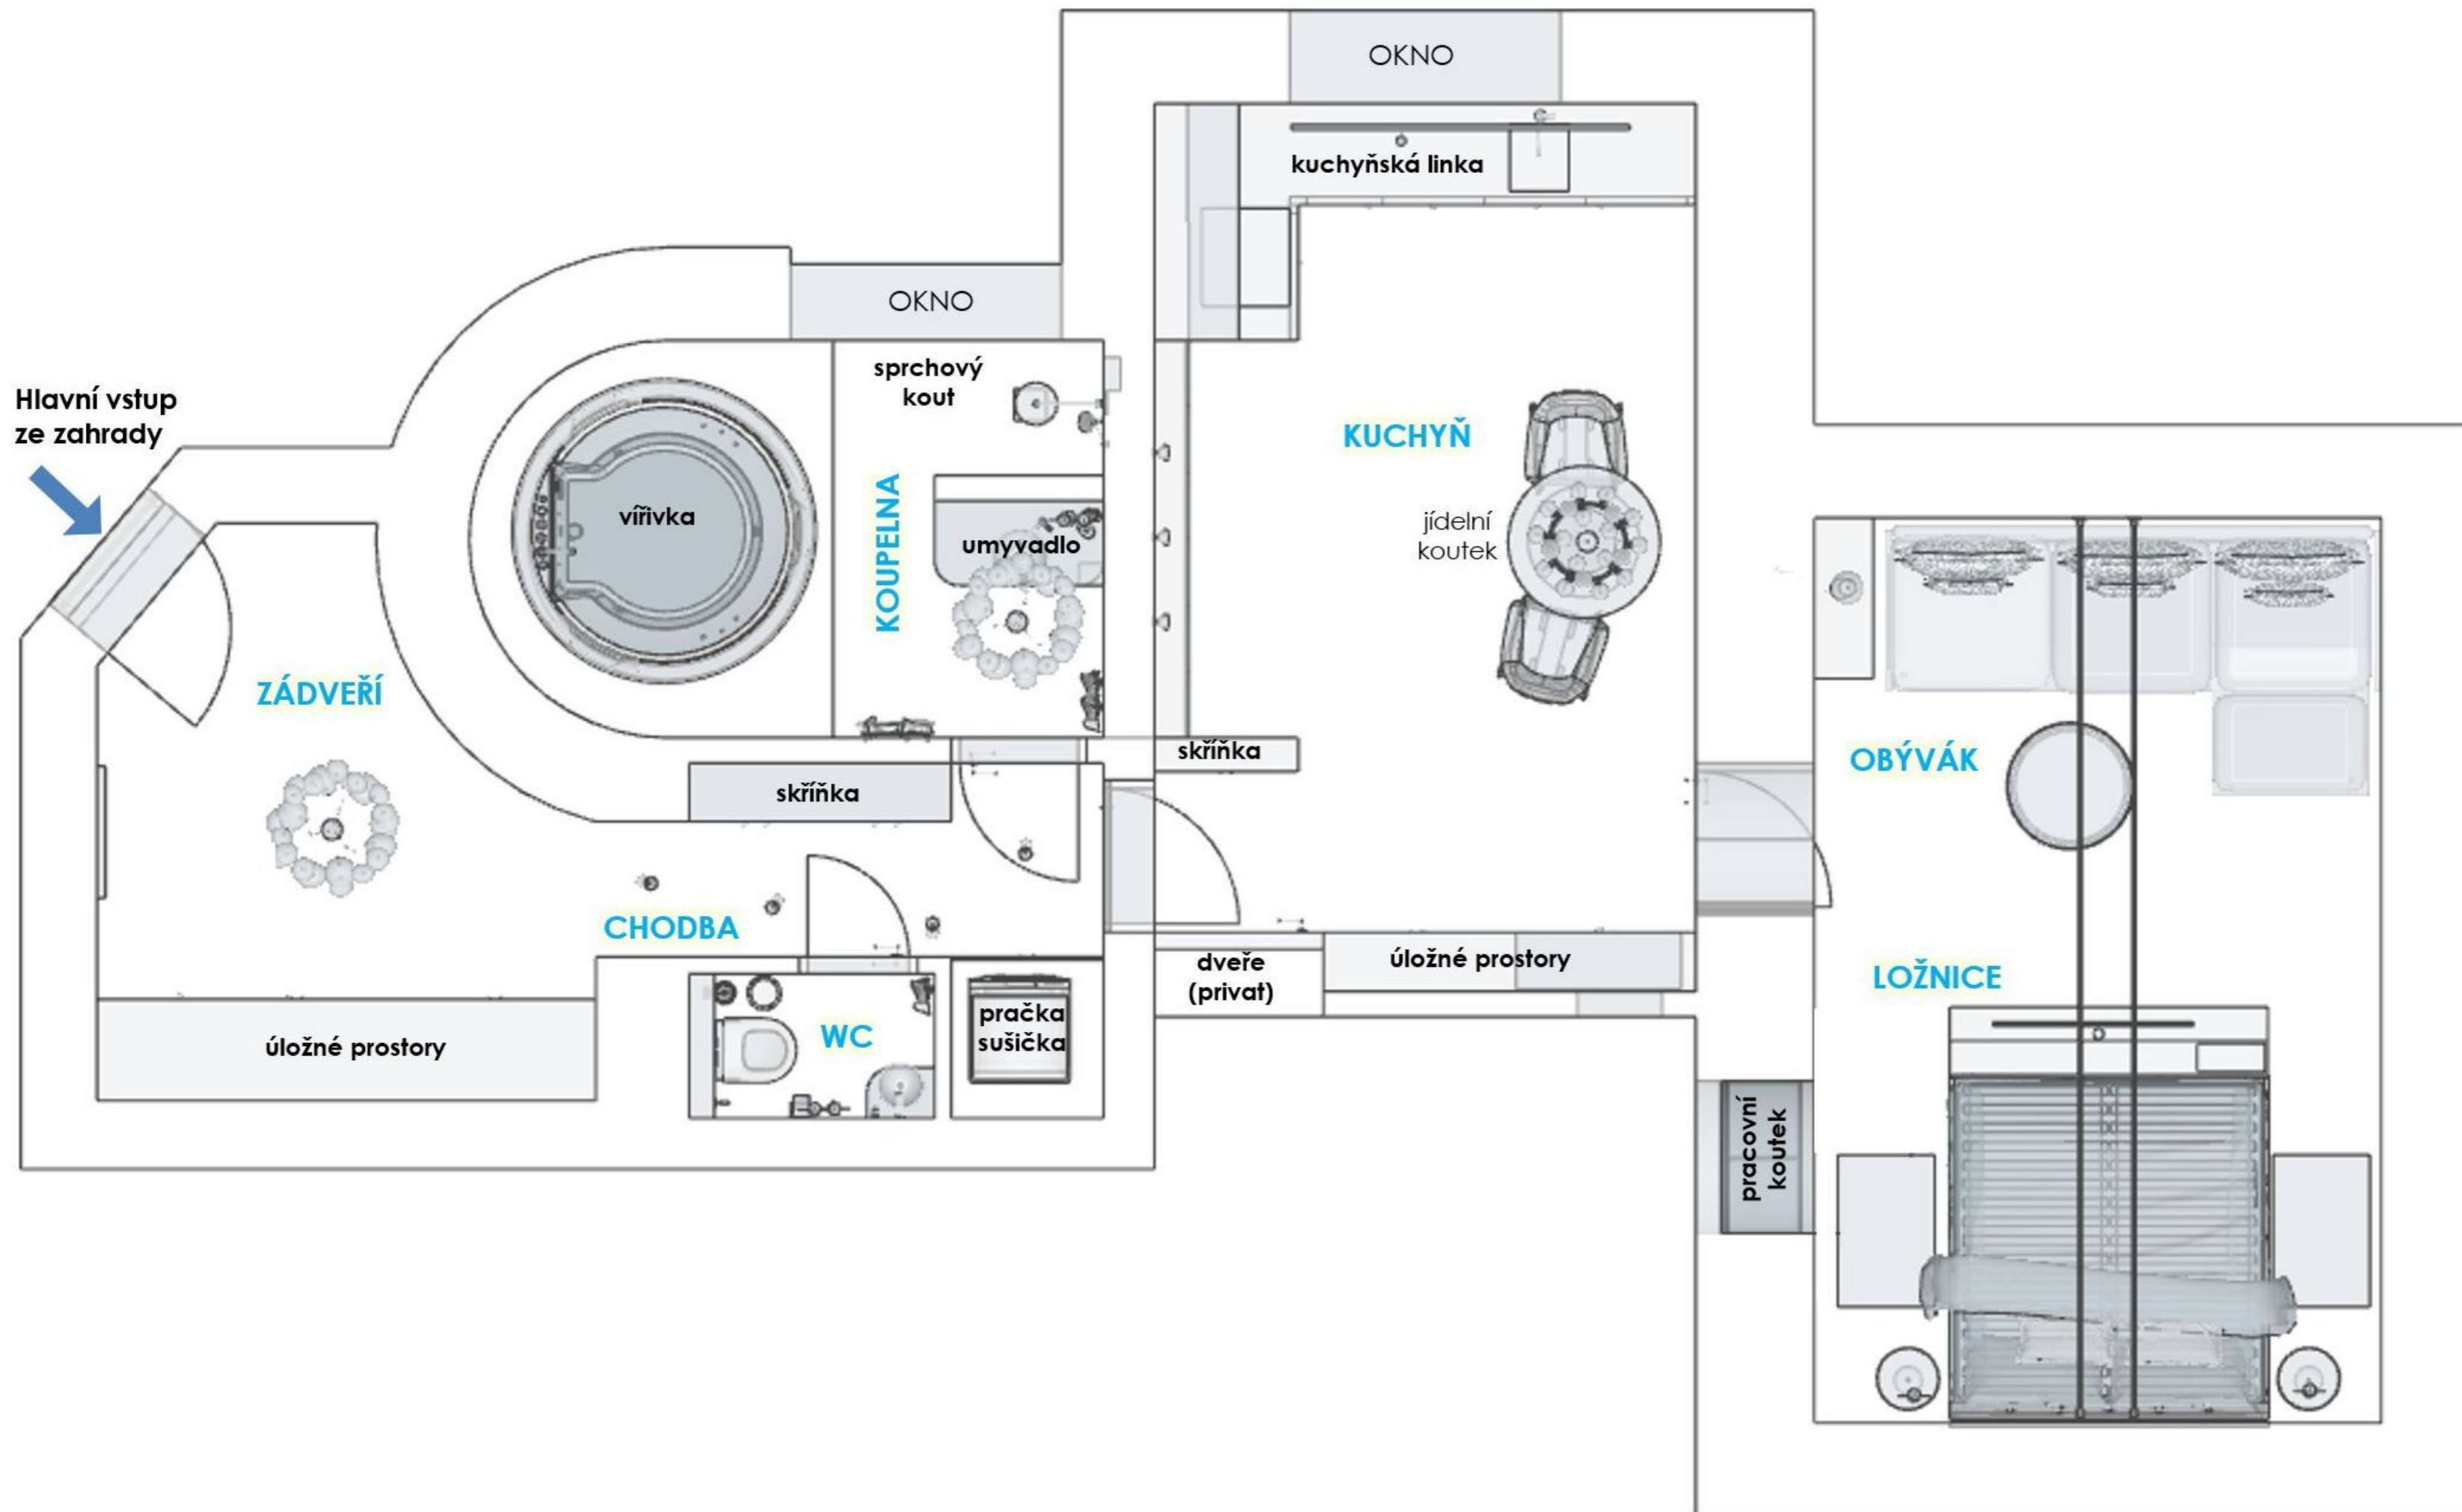 OKNO
kuchyňská linka
OKNO
sprchový
kout
Hlavní vstup
ze zahrady
KUCHYŇ
vířivka
KOUPELNA
umyvadlo
jídelní
koutek
ZÁDVEŘÍ
skříňka
OBÝVÁK
skříňka
CHODBA
dveře
(privat)
úložné prostory
LOŽNICE
úložné prostory
WC
pračka
sušička
pracovní
koutek